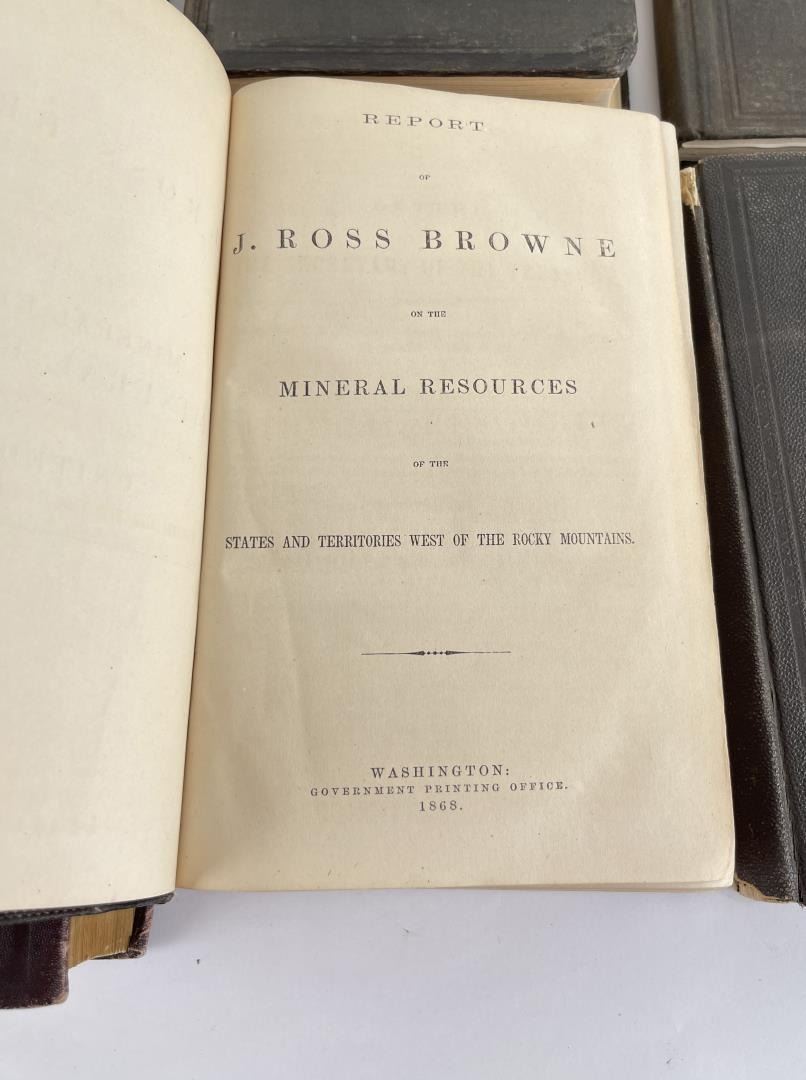 REPORT
OF
J. ROSS BROWNE
ON THE
MINERAL RESOURCES
OF THE
STATES AND TERRITORIES WEST OF THE ROCKY MOUNTAINS.
WASHINGTON:
GOVERNMENT PRINTING OFFICE.
1868.